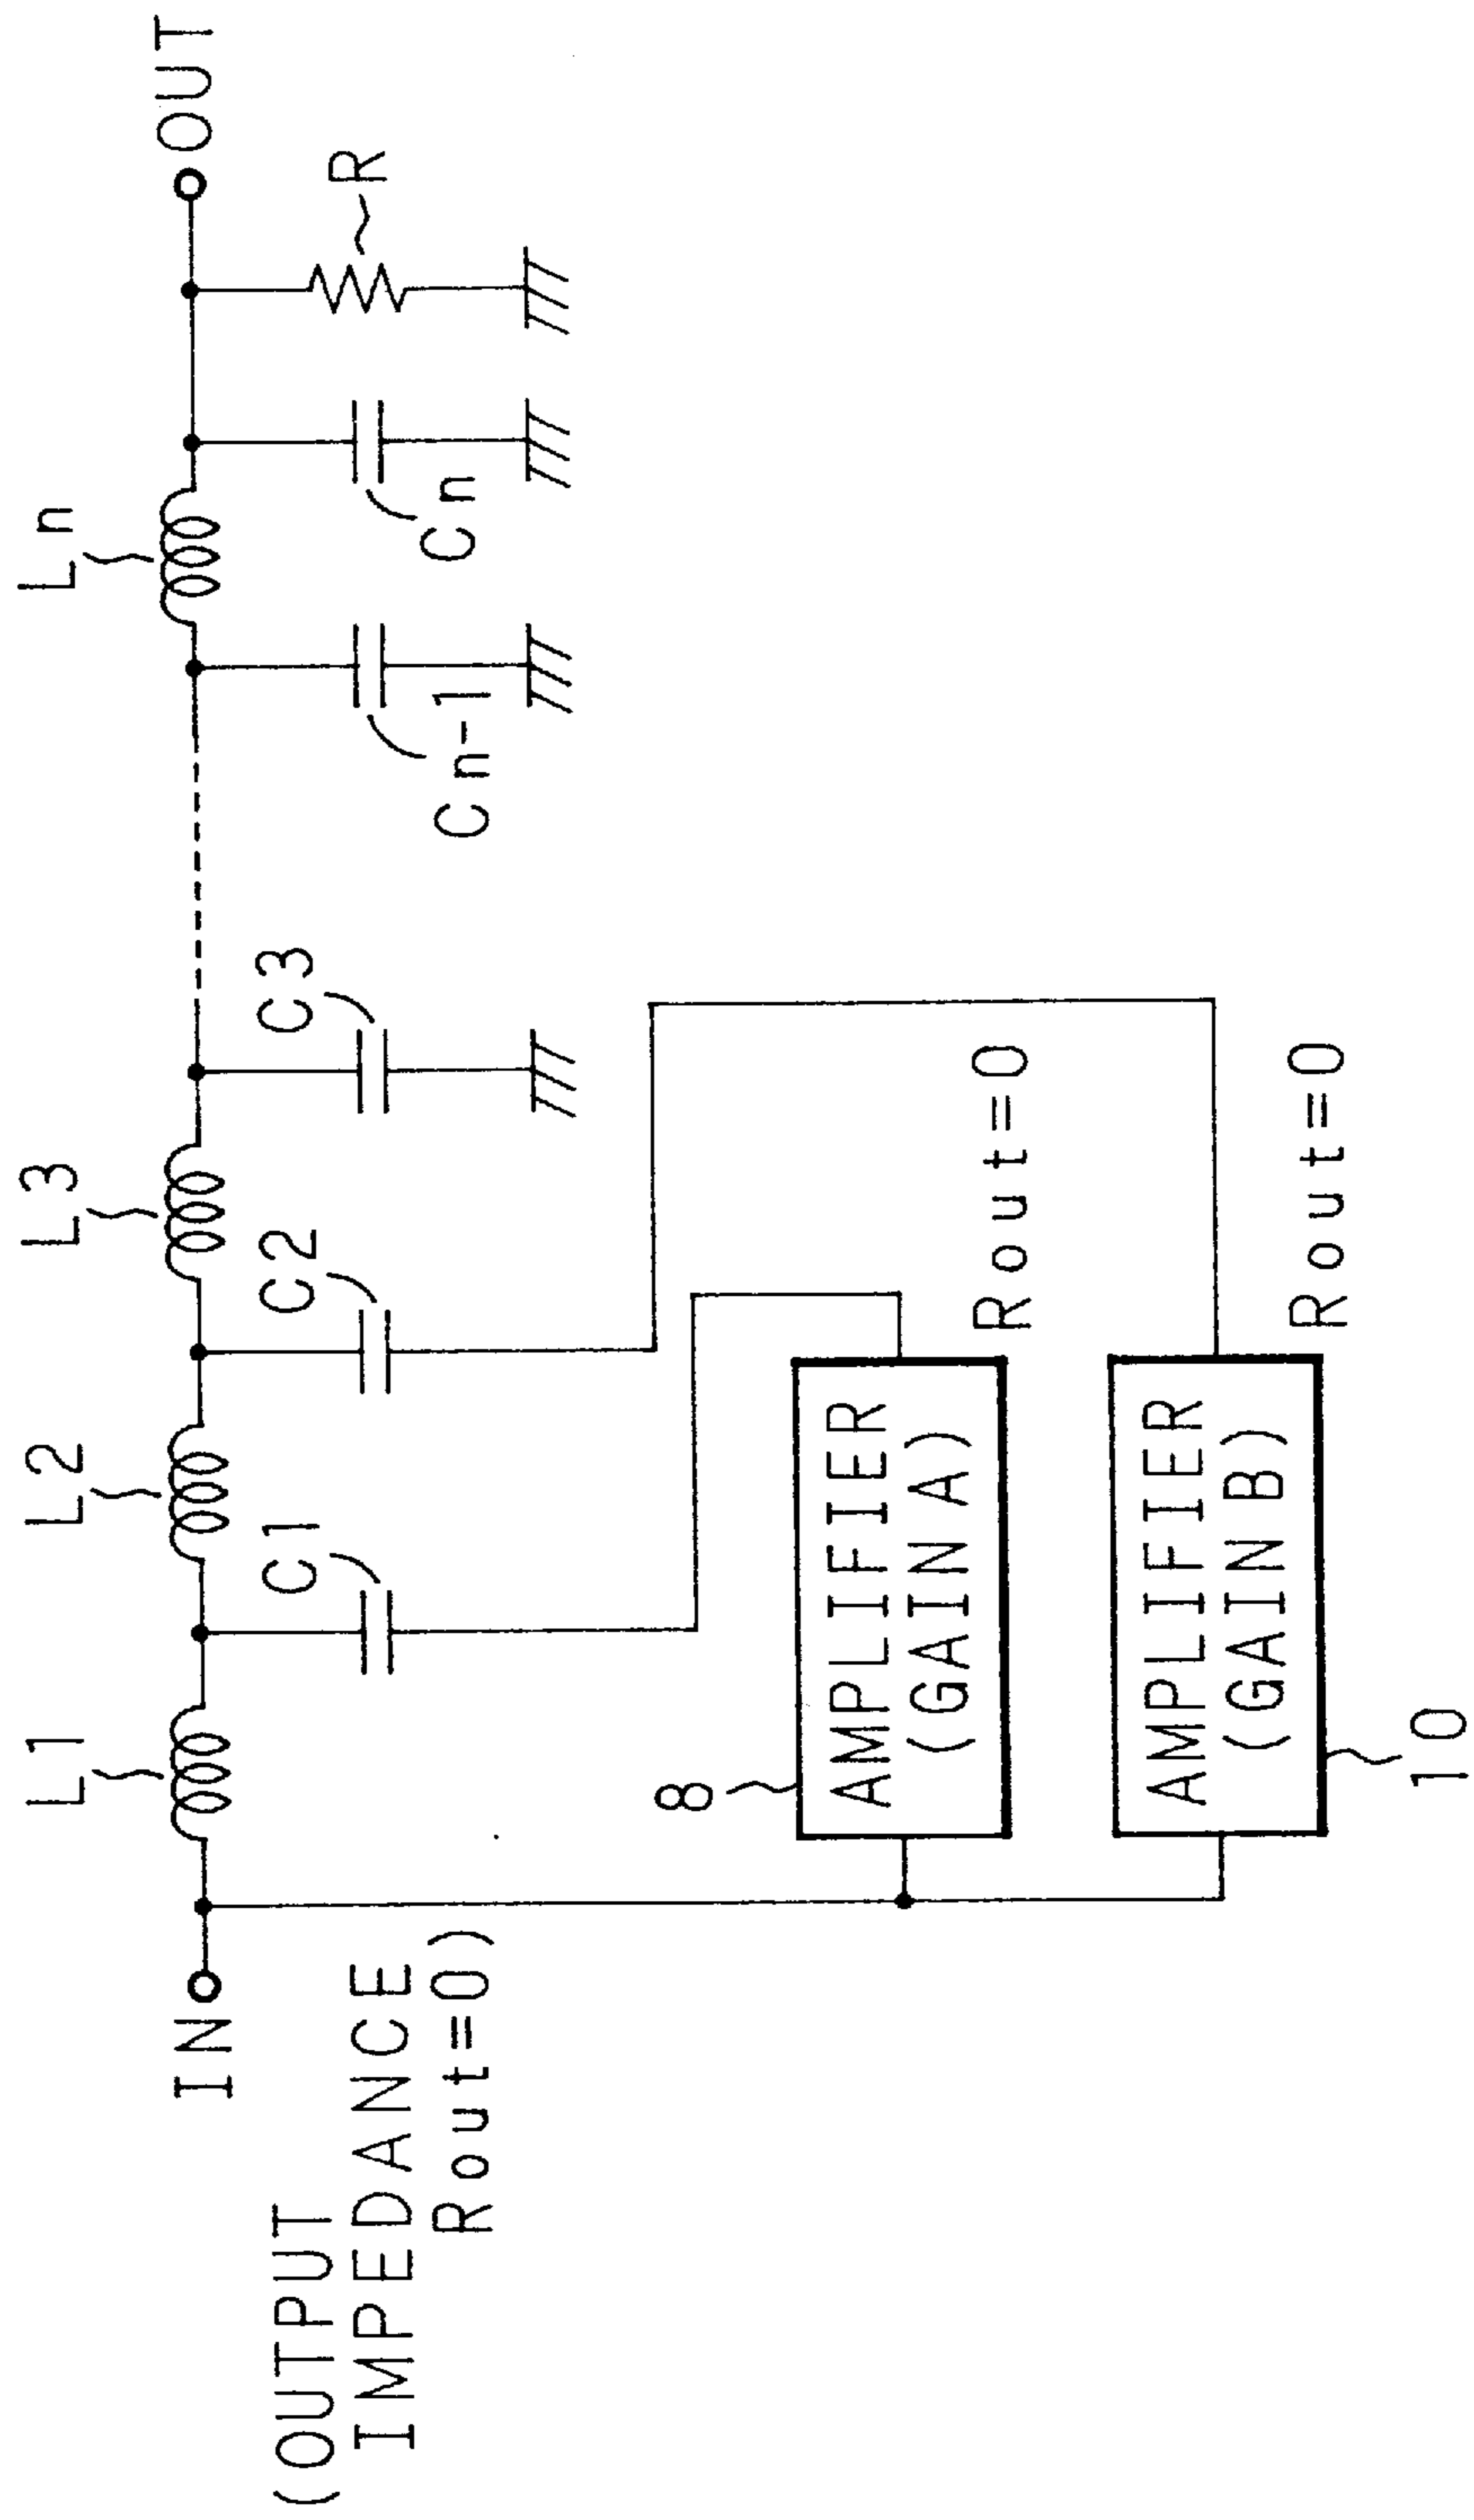 L1
L2
L3
Ln
IN
OUT
(OUTPUT
IMPEDANCE
Rout=0)
C1
C2
C3
Cn-1
Cn
R
8
AMPLIFIER
(GAIN A)
Rout=0
AMPLIFIER
(GAIN B)
Rout=0
10